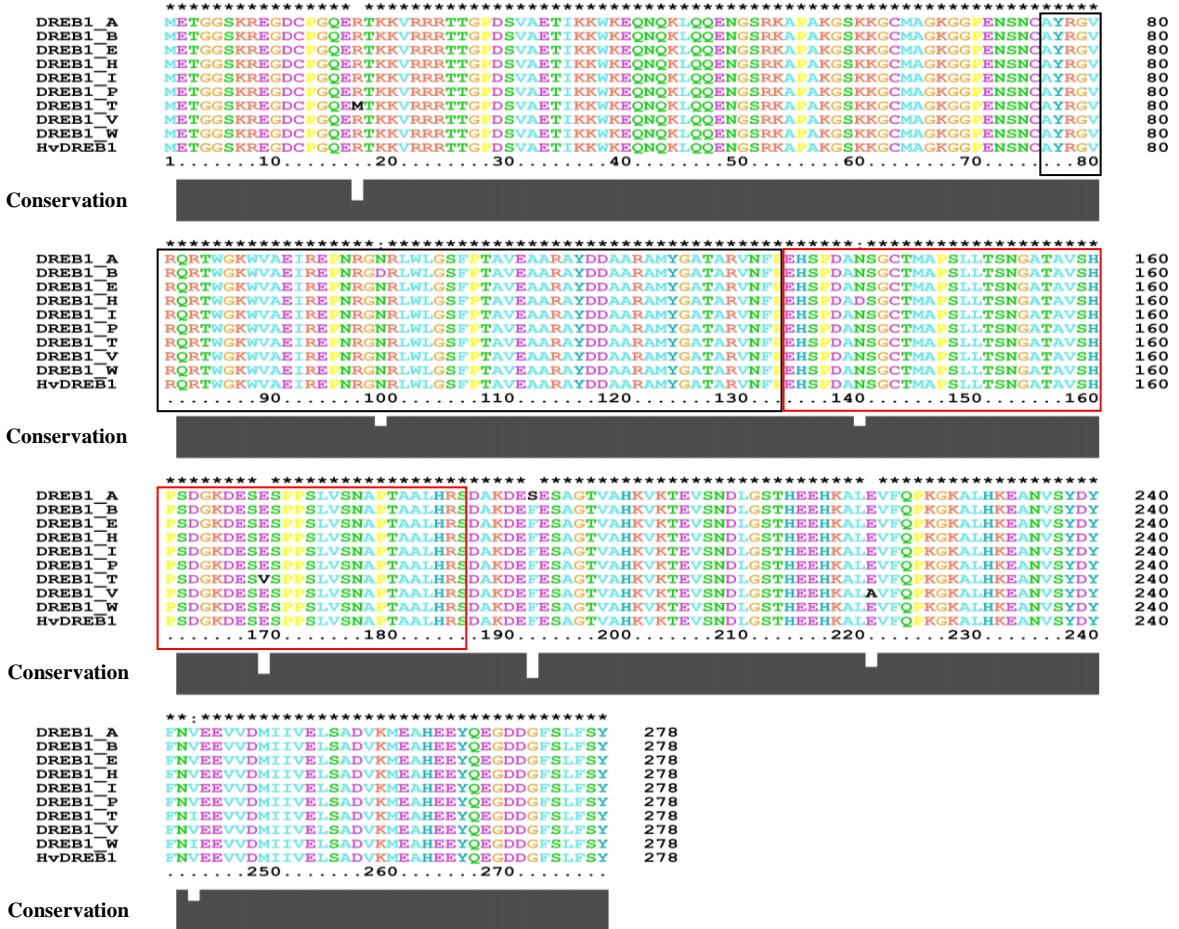 **************** ***************************************************************
DREB1_A METGGSKREGDCPGQERTKKVRRRTTGPDSVAETIKKWKEQNQKLQQENGSRKAPAKGSKKGCMAGKGGPENSNCAYRGV 80
DREB1_B METGGSKREGDCPGQERTKKVRRRTTGPDSVAETIKKWKEQNQKLQQENGSRKAPAKGSKKGCMAGKGGPENSNCAYRGV 80
DREB1_E METGGSKREGDCPGQERTKKVRRRTTGPDSVAETIKKWKEQNQKLQQENGSRKAPAKGSKKGCMAGKGGPENSNCAYRGV 80
DREB1_H METGGSKREGDCPGQERTKKVRRRTTGPDSVAETIKKWKEQNQKLQQENGSRKAPAKGSKKGCMAGKGGPENSNCAYRGV 80
DREB1_I METGGSKREGDCPGQERTKKVRRRTTGPDSVAETIKKWKEQNQKLQQENGSRKAPAKGSKKGCMAGKGGPENSNCAYRGV 80
DREB1_P METGGSKREGDCPGQERTKKVRRRTTGPDSVAETIKKWKEQNQKLQQENGSRKAPAKGSKKGCMAGKGGPENSNCAYRGV 80
DREB1_T METGGSKREGDCPGQEMTKKVRRRTTGPDSVAETIKKWKEQNQKLQQENGSRKAPAKGSKKGCMAGKGGPENSNCAYRGV 80
DREB1_V METGGSKREGDCPGQERTKKVRRRTTGPDSVAETIKKWKEQNQKLQQENGSRKAPAKGSKKGCMAGKGGPENSNCAYRGV 80
DREB1_W METGGSKREGDCPGQERTKKVRRRTTGPDSVAETIKKWKEQNQKLQQENGSRKAPAKGSKKGCMAGKGGPENSNCAYRGV 80
HvDREB1 METGGSKREGDCPGQERTKKVRRRTTGPDSVAETIKKWKEQNQKLQQENGSRKAPAKGSKKGCMAGKGGPENSNCAYRGV 80
1.......10........20........30........40........50........60........70........80
Conservation
******************:****************************************:********************
DREB1_A RQRTWGKWVAEIREPNRGNRLWLGSFPTAVEAARAYDDAARAMYGATARVNFPEHSPDANSGCTMAPSLLTSNGATAVSH 160
DREB1_B RQRTWGKWVAEIREPNRGDRLWLGSFPTAVEAARAYDDAARAMYGATARVNFPEHSPDANSGCTMAPSLLTSNGATAVSH 160
DREB1_E RQRTWGKWVAEIREPNRGNRLWLGSFPTAVEAARAYDDAARAMYGATARVNFPEHSPDANSGCTMAPSLLTSNGATAVSH 160
DREB1_H RQRTWGKWVAEIREPNRGNRLWLGSFPTAVEAARAYDDAARAMYGATARVNFPEHSPDADSGCTMAPSLLTSNGATAVSH 160
DREB1_I RQRTWGKWVAEIREPNRGNRLWLGSFPTAVEAARAYDDAARAMYGATARVNFPEHSPDANSGCTMAPSLLTSNGATAVSH 160
DREB1_P RQRTWGKWVAEIREPNRGNRLWLGSFPTAVEAARAYDDAARAMYGATARVNFPEHSPDANSGCTMAPSLLTSNGATAVSH 160
DREB1_T RQRTWGKWVAEIREPNRGNRLWLGSFPTAVEAARAYDDAARAMYGATARVNFPEHSPDANSGCTMAPSLLTSNGATAVSH 160
DREB1_V RQRTWGKWVAEIREPNRGNRLWLGSFPTAVEAARAYDDAARAMYGATARVNFPEHSPDANSGCTMAPSLLTSNGATAVSH 160
DREB1_W RQRTWGKWVAEIREPNRGNRLWLGSFPTAVEAARAYDDAARAMYGATARVNFPEHSPDANSGCTMAPSLLTSNGATAVSH 160
HvDREB1 RQRTWGKWVAEIREPNRGNRLWLGSFPTAVEAARAYDDAARAMYGATARVNFPEHSPDANSGCTMAPSLLTSNGATAVSH 160
........90.......100.......110.......120.......130.......140.......150.......160
Conservation
******** ********************** **************************** *******************
DREB1_A PSDGKDESESPPSLVSNAPTAALHRSDAKDESESAGTVAHKVKTEVSNDLGSTHEEHKALEVFQPKGKALHKEANVSYDY 240
DREB1_B PSDGKDESESPPSLVSNAPTAALHRSDAKDEFESAGTVAHKVKTEVSNDLGSTHEEHKALEVFQPKGKALHKEANVSYDY 240
DREB1_E PSDGKDESESPPSLVSNAPTAALHRSDAKDEFESAGTVAHKVKTEVSNDLGSTHEEHKALEVFQPKGKALHKEANVSYDY 240
DREB1_H PSDGKDESESPPSLVSNAPTAALHRSDAKDEFESAGTVAHKVKTEVSNDLGSTHEEHKALEVFQPKGKALHKEANVSYDY 240
DREB1_I PSDGKDESESPPSLVSNAPTAALHRSDAKDEFESAGTVAHKVKTEVSNDLGSTHEEHKALEVFQPKGKALHKEANVSYDY 240
DREB1_P PSDGKDESESPPSLVSNAPTAALHRSDAKDEFESAGTVAHKVKTEVSNDLGSTHEEHKALEVFQPKGKALHKEANVSYDY 240
DREB1_T PSDGKDESVSPPSLVSNAPTAALHRSDAKDEFESAGTVAHKVKTEVSNDLGSTHEEHKALEVFQPKGKALHKEANVSYDY 240
DREB1_V PSDGKDESESPPSLVSNAPTAALHRSDAKDEFESAGTVAHKVKTEVSNDLGSTHEEHKALAVFQPKGKALHKEANVSYDY 240
DREB1_W PSDGKDESESPPSLVSNAPTAALHRSDAKDEFESAGTVAHKVKTEVSNDLGSTHEEHKALEVFQPKGKALHKEANVSYDY 240
HvDREB1 PSDGKDESESPPSLVSNAPTAALHRSDAKDEFESAGTVAHKVKTEVSNDLGSTHEEHKALEVFQPKGKALHKEANVSYDY 240
.......170.......180.......190.......200.......210.......220.......230.......240
Conservation
**:***********************************
DREB1_A FNVEEVVDMIIVELSADVKMEAHEEYQEGDDGFSLFSY 278
DREB1_B FNVEEVVDMIIVELSADVKMEAHEEYQEGDDGFSLFSY 278
DREB1_E FNVEEVVDMIIVELSADVKMEAHEEYQEGDDGFSLFSY 278
DREB1_H FNVEEVVDMIIVELSADVKMEAHEEYQEGDDGFSLFSY 278
DREB1_I FNVEEVVDMIIVELSADVKMEAHEEYQEGDDGFSLFSY 278
DREB1_P FNVEEVVDMIIVELSADVKMEAHEEYQEGDDGFSLFSY 278
DREB1_T FNIEEVVDMIIVELSADVKMEAHEEYQEGDDGFSLFSY 278
DREB1_V FNVEEVVDMIIVELSADVKMEAHEEYQEGDDGFSLFSY 278
DREB1_W FNIEEVVDMIIVELSADVKMEAHEEYQEGDDGFSLFSY 278
HvDREB1 FNVEEVVDMIIVELSADVKMEAHEEYQEGDDGFSLFSY 278
.......250.......260.......270........
Conservation